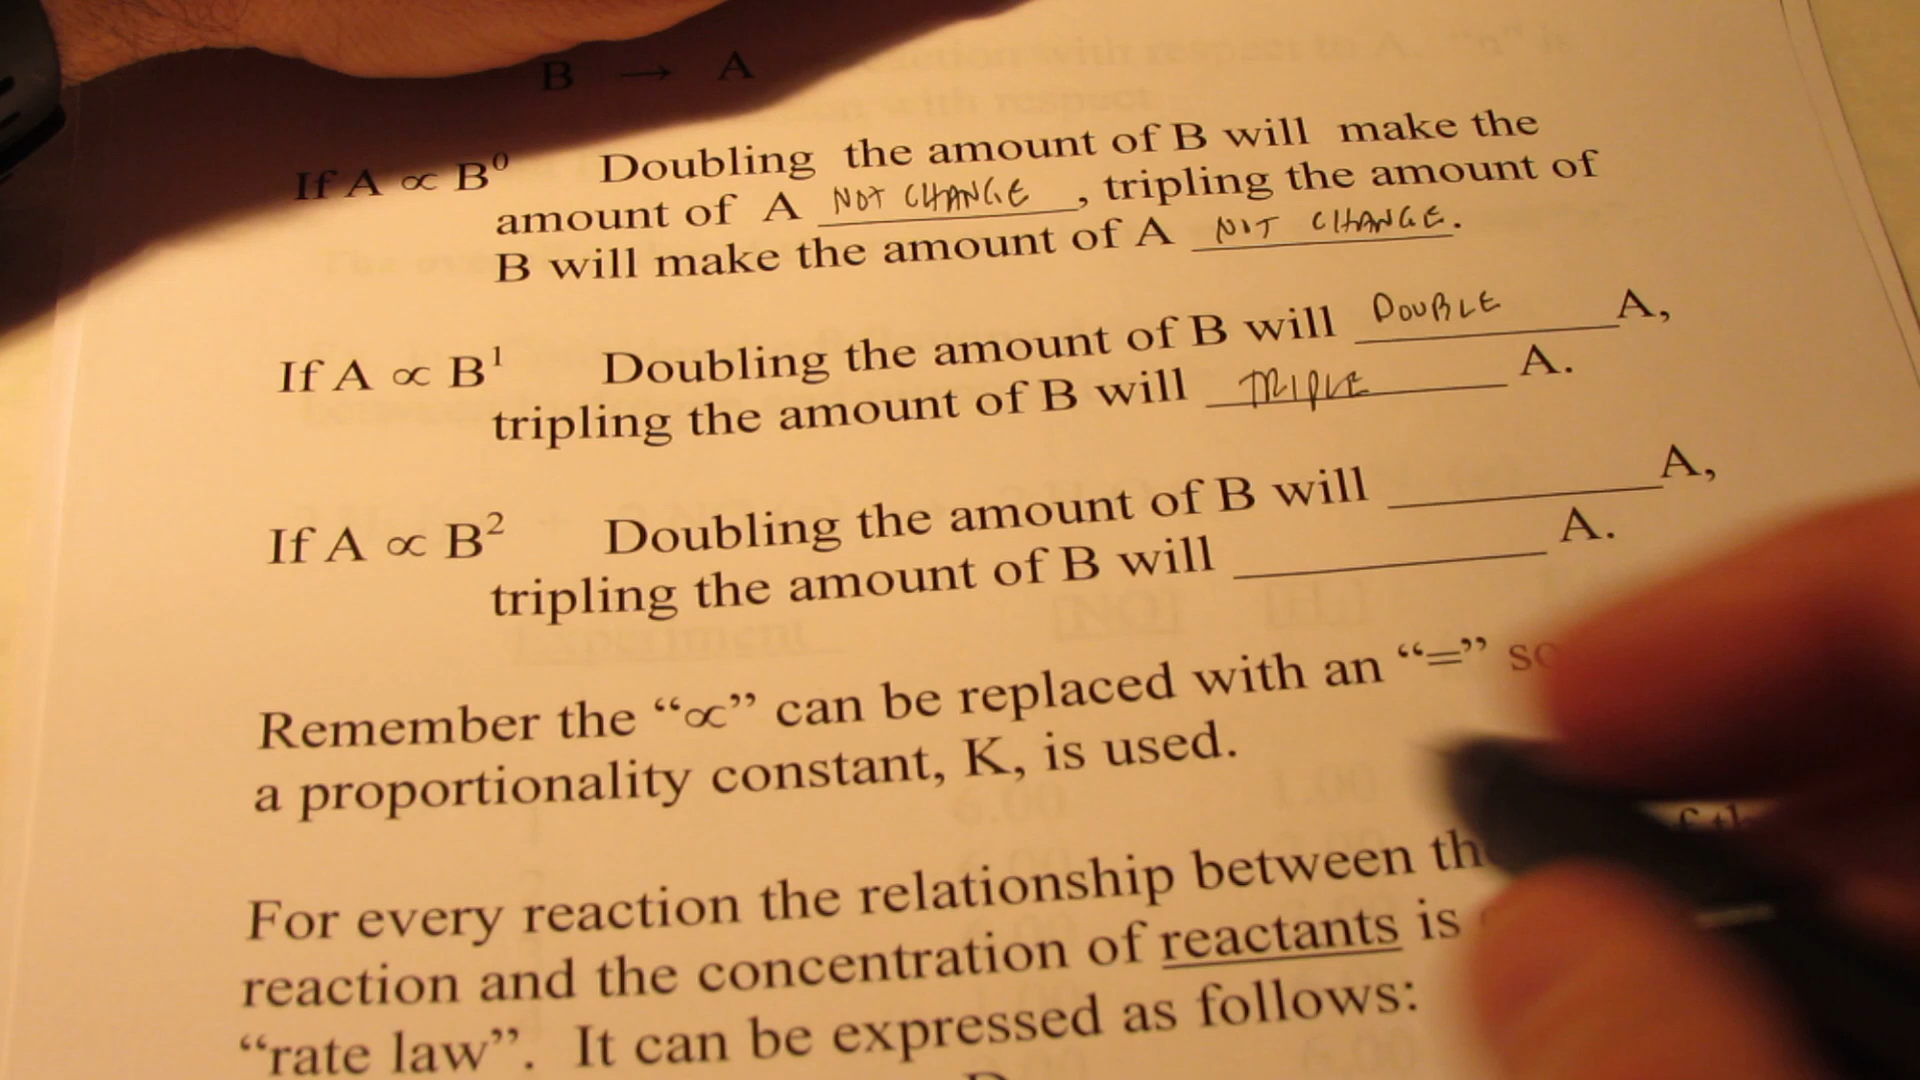 B → A
If A ∝ B⁰ Doubling the amount of B will make the
amount of A NOT CHANGE, tripling the amount of
B will make the amount of A NOT CHANGE.
If A ∝ B¹ Doubling the amount of B will DOUBLE A,
tripling the amount of B will TRIPLE A.
If A ∝ B² Doubling the amount of B will ________ A,
tripling the amount of B will ________ A.
Remember the “∝” can be replaced with an “=” so
a proportionality constant, K, is used.
For every reaction the relationship between
reaction and the concentration of reactants is
“rate law”. It can be expressed as follows: